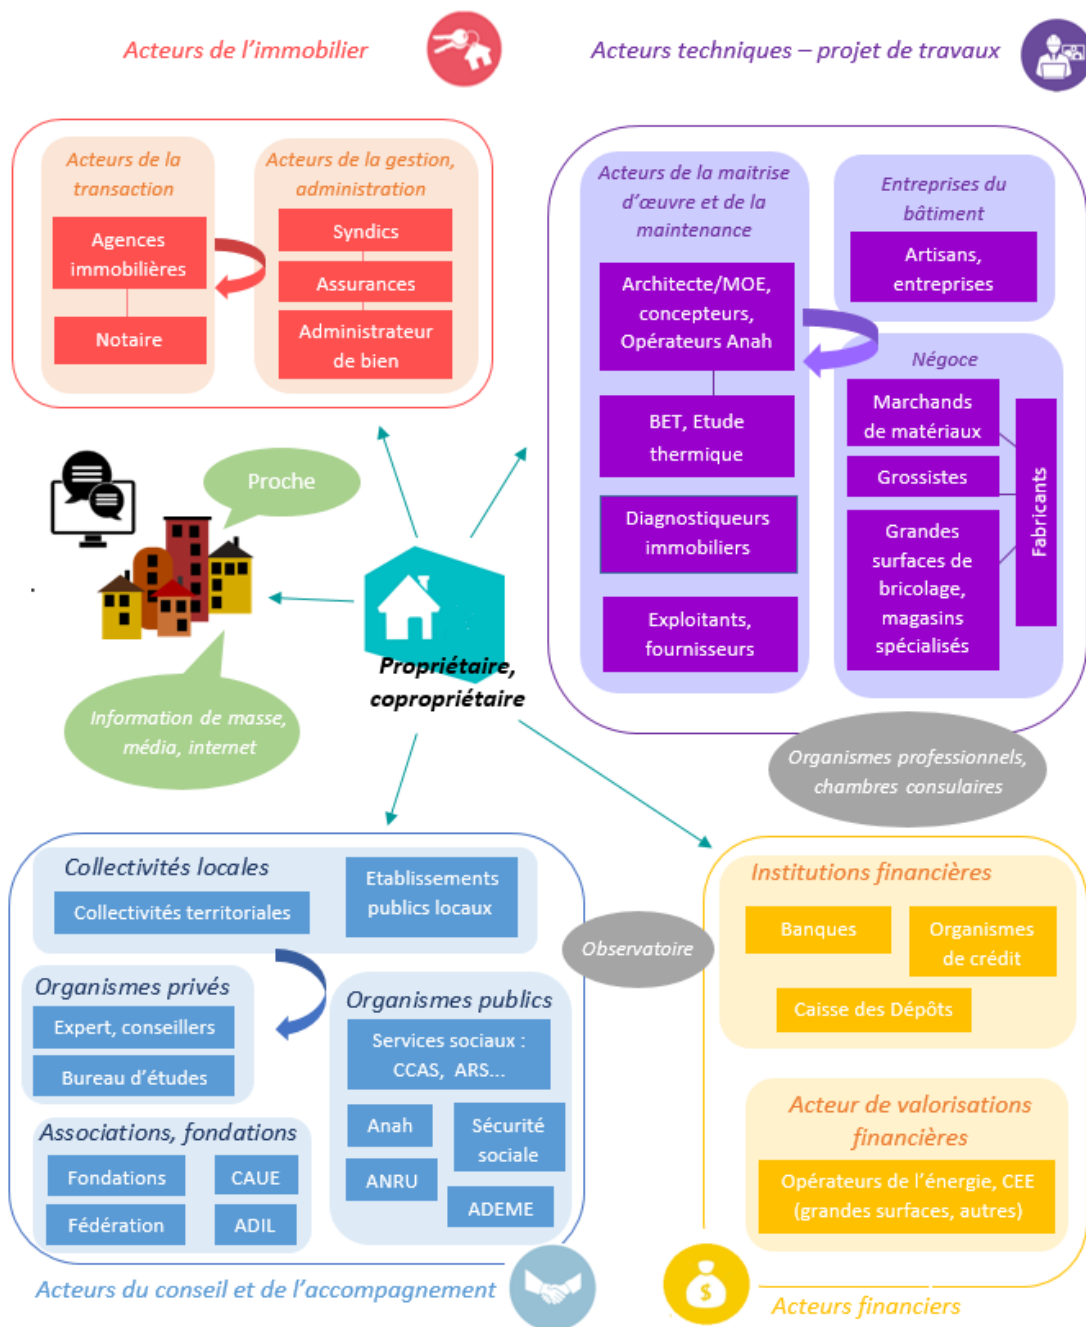 Acteurs de l'immobilier
Acteurs techniques – projet de travaux
Acteurs de la
transaction
Agences
immobilières
Notaire
Acteurs de la gestion,
administration
Syndics
Assurances
Administrateur
de bien
Acteurs de la maitrise
d'œuvre et de la
maintenance
Architecte/MOE,
concepteurs,
Opérateurs Anah
BET, Etude
thermique
Diagnostiqueurs
immobiliers
Exploitants,
fournisseurs
Entreprises du
bâtiment
Artisans,
entreprises
Négoce
Marchands
de matériaux
Grossistes
Grandes
surfaces de
bricolage,
magasins
spécialisés
Fabricants
Proche
Propriétaire,
copropriétaire
Information de masse,
média, internet
Organismes professionnels,
chambres consulaires
Collectivités locales
Collectivités territoriales
Etablissements
publics locaux
Organismes privés
Expert, conseillers
Bureau d'études
Organismes publics
Services sociaux :
CCAS, ARS...
Anah
Sécurité
sociale
ANRU
ADEME
Associations, fondations
Fondations
CAUE
Fédération
ADIL
Observatoire
Institutions financières
Banques
Organismes
de crédit
Caisse des Dépôts
Acteur de valorisations
financières
Opérateurs de l'énergie, CEE
(grandes surfaces, autres)
Acteurs du conseil et de l'accompagnement
$
Acteurs financiers